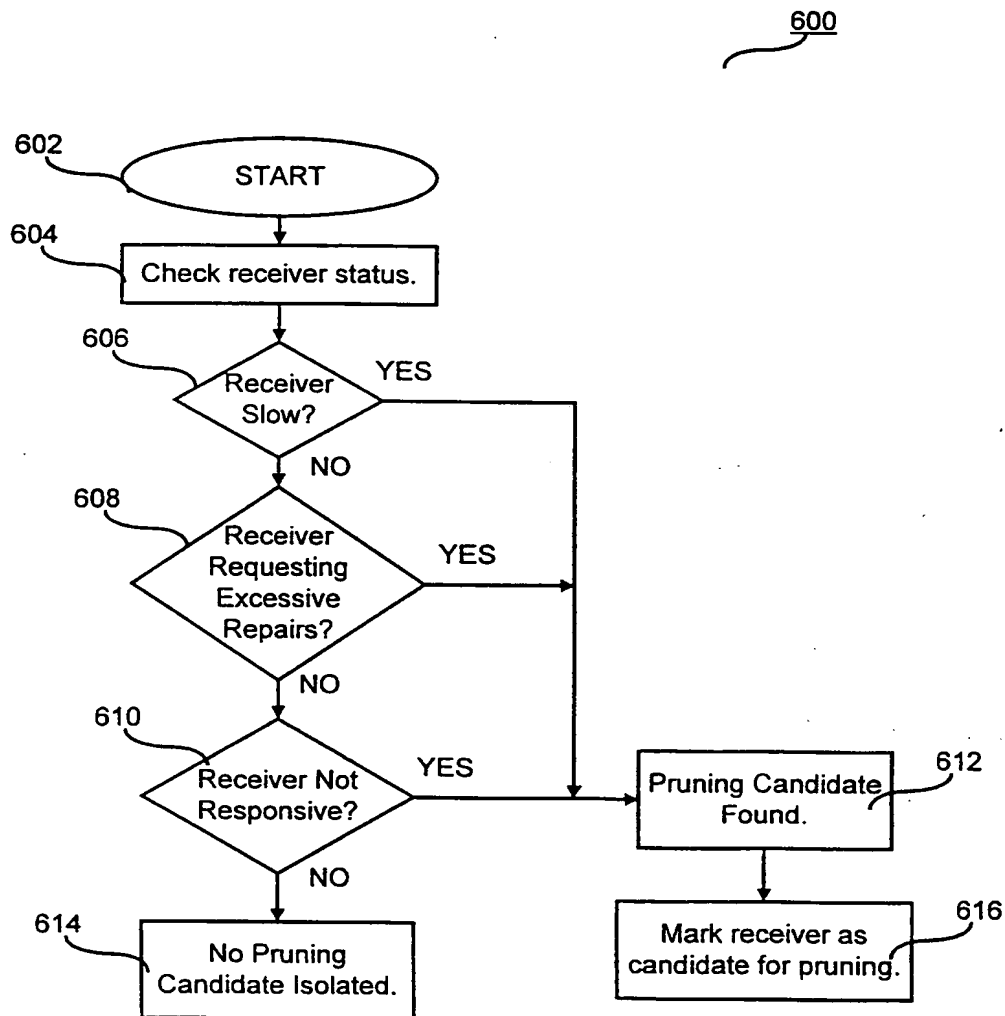 600
602
START
604
Check receiver status.
606
Receiver
Slow?
YES
NO
608
Receiver
Requesting
Excessive
Repairs?
YES
NO
610
Receiver Not
Responsive?
YES
612
Pruning Candidate
Found.
NO
614
No Pruning
Candidate Isolated.
616
Mark receiver as
candidate for pruning.